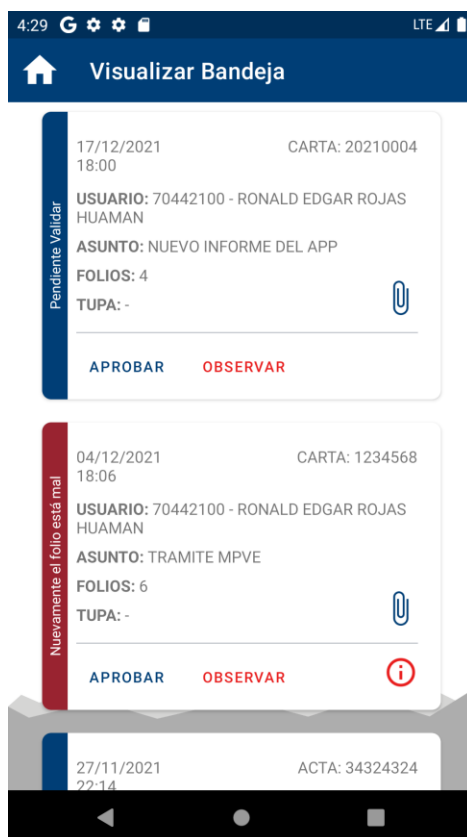 4:29 G LTE
Visualizar Bandeja
Pendiente Validar
17/12/2021 CARTA: 20210004
18:00
USUARIO: 70442100 - RONALD EDGAR ROJAS
HUAMAN
ASUNTO: NUEVO INFORME DEL APP
FOLIOS: 4
TUPA: -
APROBAR OBSERVAR
Nuevamente el folio está mal
04/12/2021 CARTA: 1234568
18:06
USUARIO: 70442100 - RONALD EDGAR ROJAS
HUAMAN
ASUNTO: TRAMITE MPVE
FOLIOS: 6
TUPA: -
APROBAR OBSERVAR
27/11/2021 ACTA: 34324324
22:14